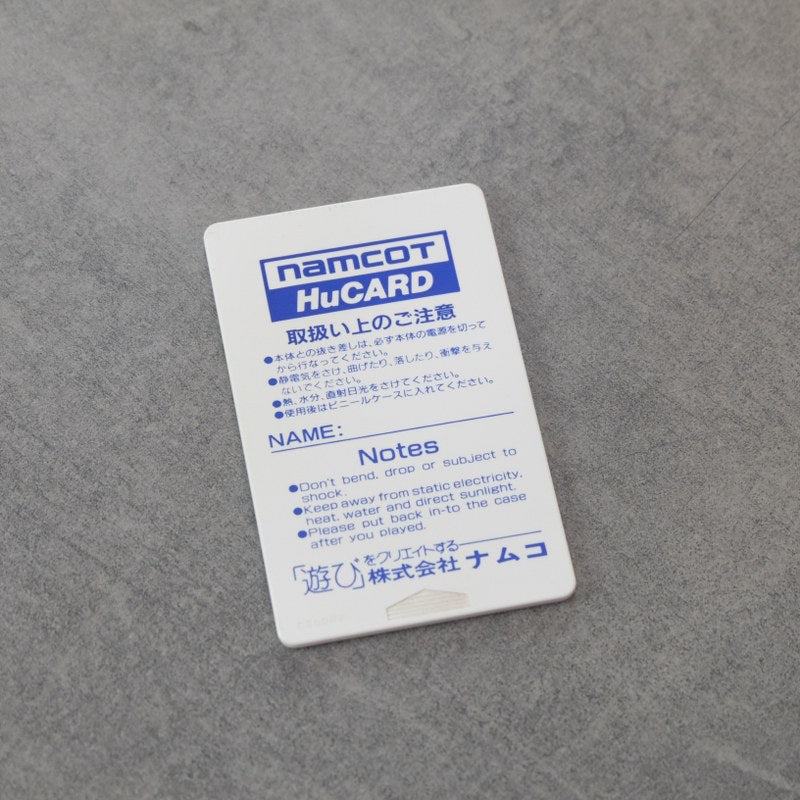 namcot
HuCARD
取扱い上のご注意
●本体との抜き差しは、必ず本体の電源を切って
から行なってください。
●静電気をさけ、曲げたり、落したり、衝撃を与え
ないでください。
●熱、水分、直射日光をさけてください。
●使用後はビニールケースに入れてください。
NAME:
Notes
●Don't bend, drop or subject to
shock.
●Keep away from static electricity,
heat, water and direct sunlight.
●Please put back in-to the case
after you played.
「遊び」をクリエイトする
株式会社ナムコ